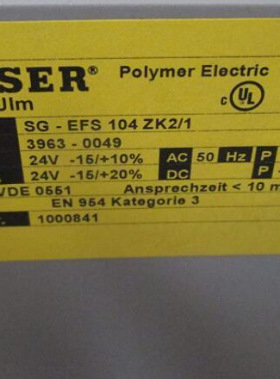 SER® Polymer Electric
Ulm
c UL
SG - EFS 104 ZK2/1
3963 - 0049
24V -15/+10% AC 50 Hz P
24V -15/+20% DC P
VDE 0551 Ansprechzeit < 10 m
EN 954 Kategorie 3
1000841